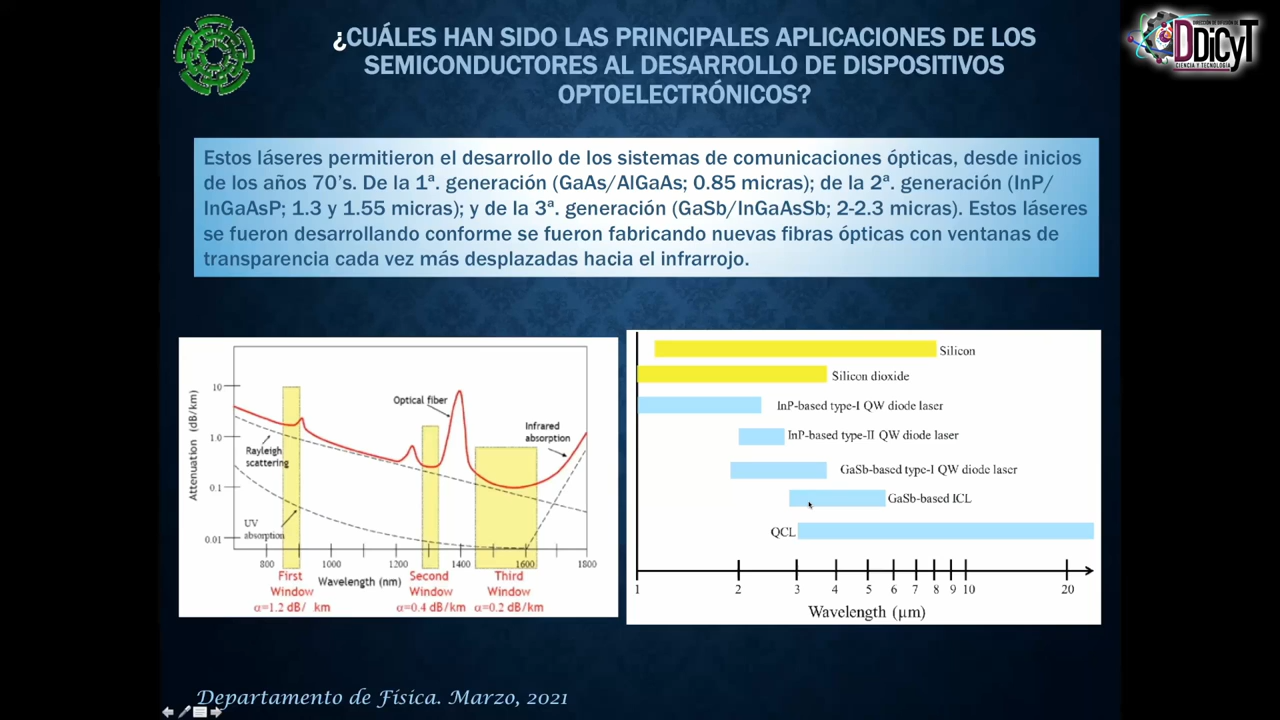 ¿CUÁLES HAN SIDO LAS PRINCIPALES APLICACIONES DE LOS
SEMICONDUCTORES AL DESARROLLO DE DISPOSITIVOS
OPTOELECTRÓNICOS?
DIRECCIÓN DE DIFUSIÓN DE
DDiCyT
CIENCIA Y TECNOLOGÍA
Estos láseres permitieron el desarrollo de los sistemas de comunicaciones ópticas, desde inicios
de los años 70's. De la 1ª. generación (GaAs/AlGaAs; 0.85 micras); de la 2ª. generación (InP/
InGaAsP; 1.3 y 1.55 micras); y de la 3ª. generación (GaSb/InGaAsSb; 2-2.3 micras). Estos láseres
se fueron desarrollando conforme se fueron fabricando nuevas fibras ópticas con ventanas de
transparencia cada vez más desplazadas hacia el infrarrojo.
Attenuation (dB/km)
10
1.0
0.1
0.01
Optical fiber
Infrared
absorption
Rayleigh
scattering
UV
absorption
800 1000 1200 1400 1600 1800
Wavelength (nm)
First
Window
α=1.2 dB/ km
Second
Window
α=0.4 dB/km
Third
Window
α=0.2 dB/km
Silicon
Silicon dioxide
InP-based type-I QW diode laser
InP-based type-II QW diode laser
GaSb-based type-I QW diode laser
GaSb-based ICL
QCL
1 2 3 4 5 6 7 8 9 10 20
Wavelength (μm)
Departamento de Física. Marzo, 2021